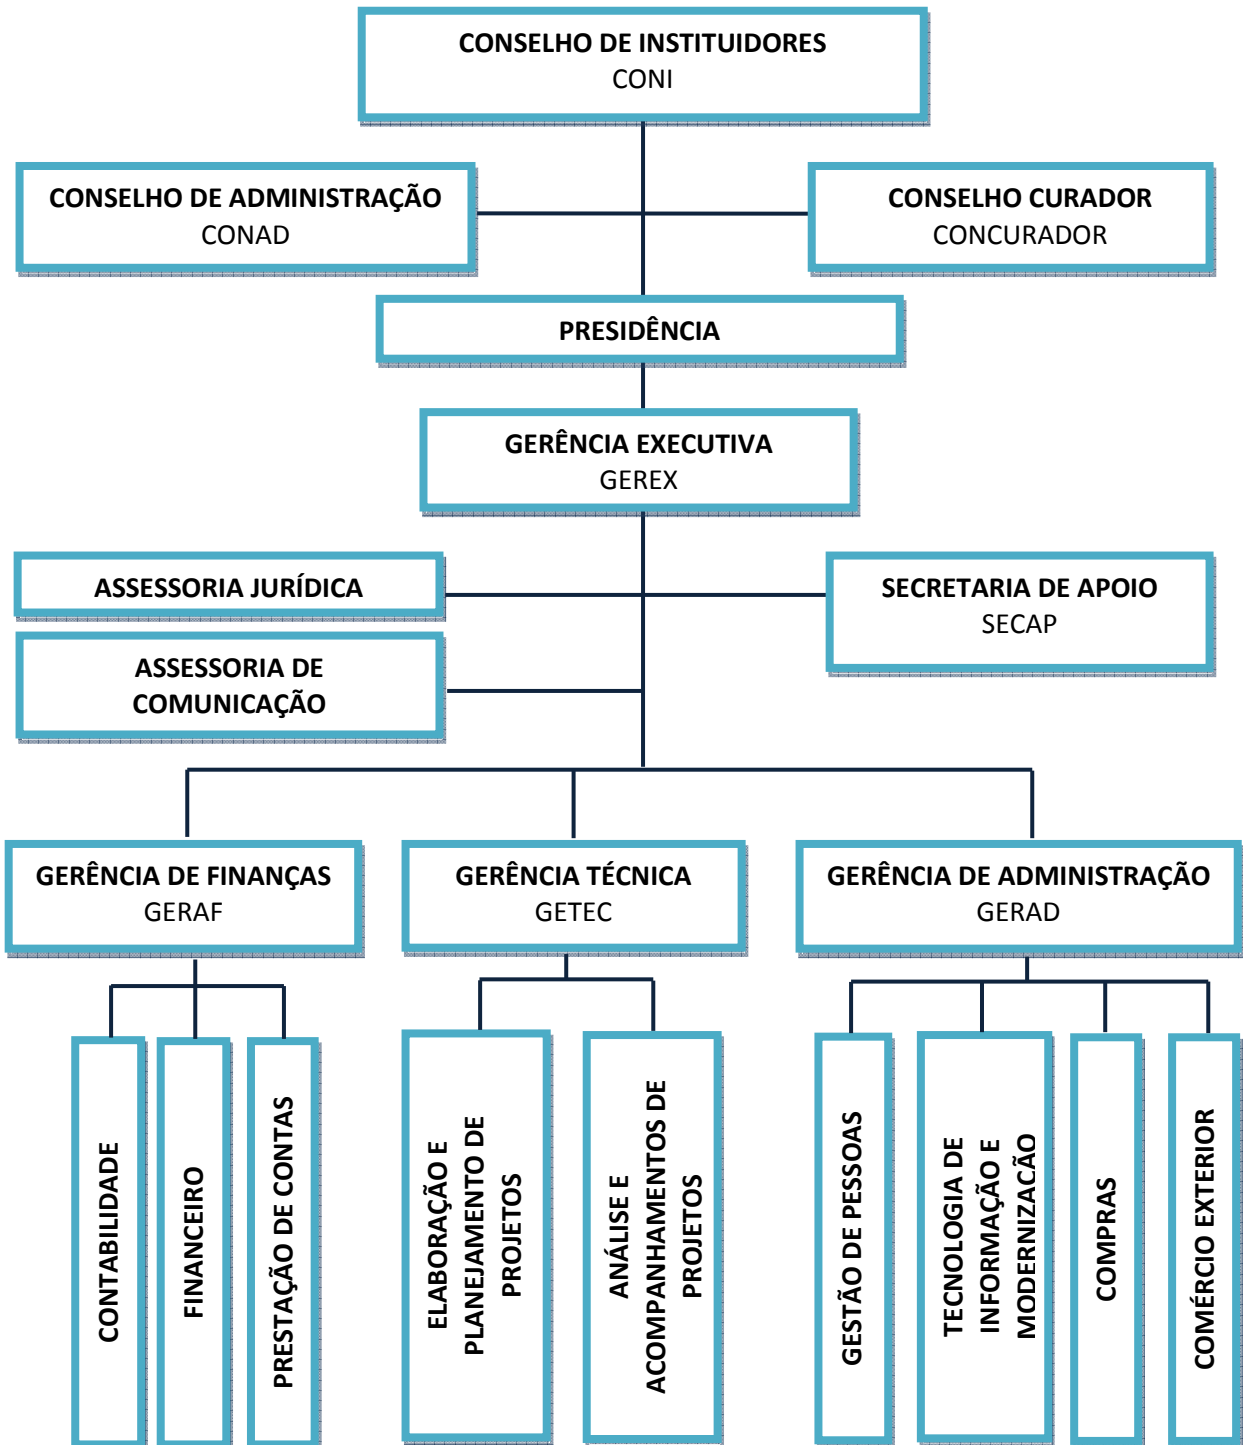 CONSELHO DE INSTITUIDORES
CONI
CONSELHO DE ADMINISTRAÇÃO
CONAD
CONSELHO CURADOR
CONCURADOR
PRESIDÊNCIA
GERÊNCIA EXECUTIVA
GEREX
ASSESSORIA JURÍDICA
SECRETARIA DE APOIO
SECAP
ASSESSORIA DE
COMUNICAÇÃO
GERÊNCIA DE FINANÇAS
GERAF
GERÊNCIA TÉCNICA
GETEC
GERÊNCIA DE ADMINISTRAÇÃO
GERAD
CONTABILIDADE
FINANCEIRO
PRESTAÇÃO DE CONTAS
ELABORAÇÃO E
PLANEJAMENTO DE
PROJETOS
ANÁLISE E
ACOMPANHAMENTOS DE
PROJETOS
GESTÃO DE PESSOAS
TECNOLOGIA DE
INFORMAÇÃO E
MODERNIZAÇÃO
COMPRAS
COMÉRCIO EXTERIOR